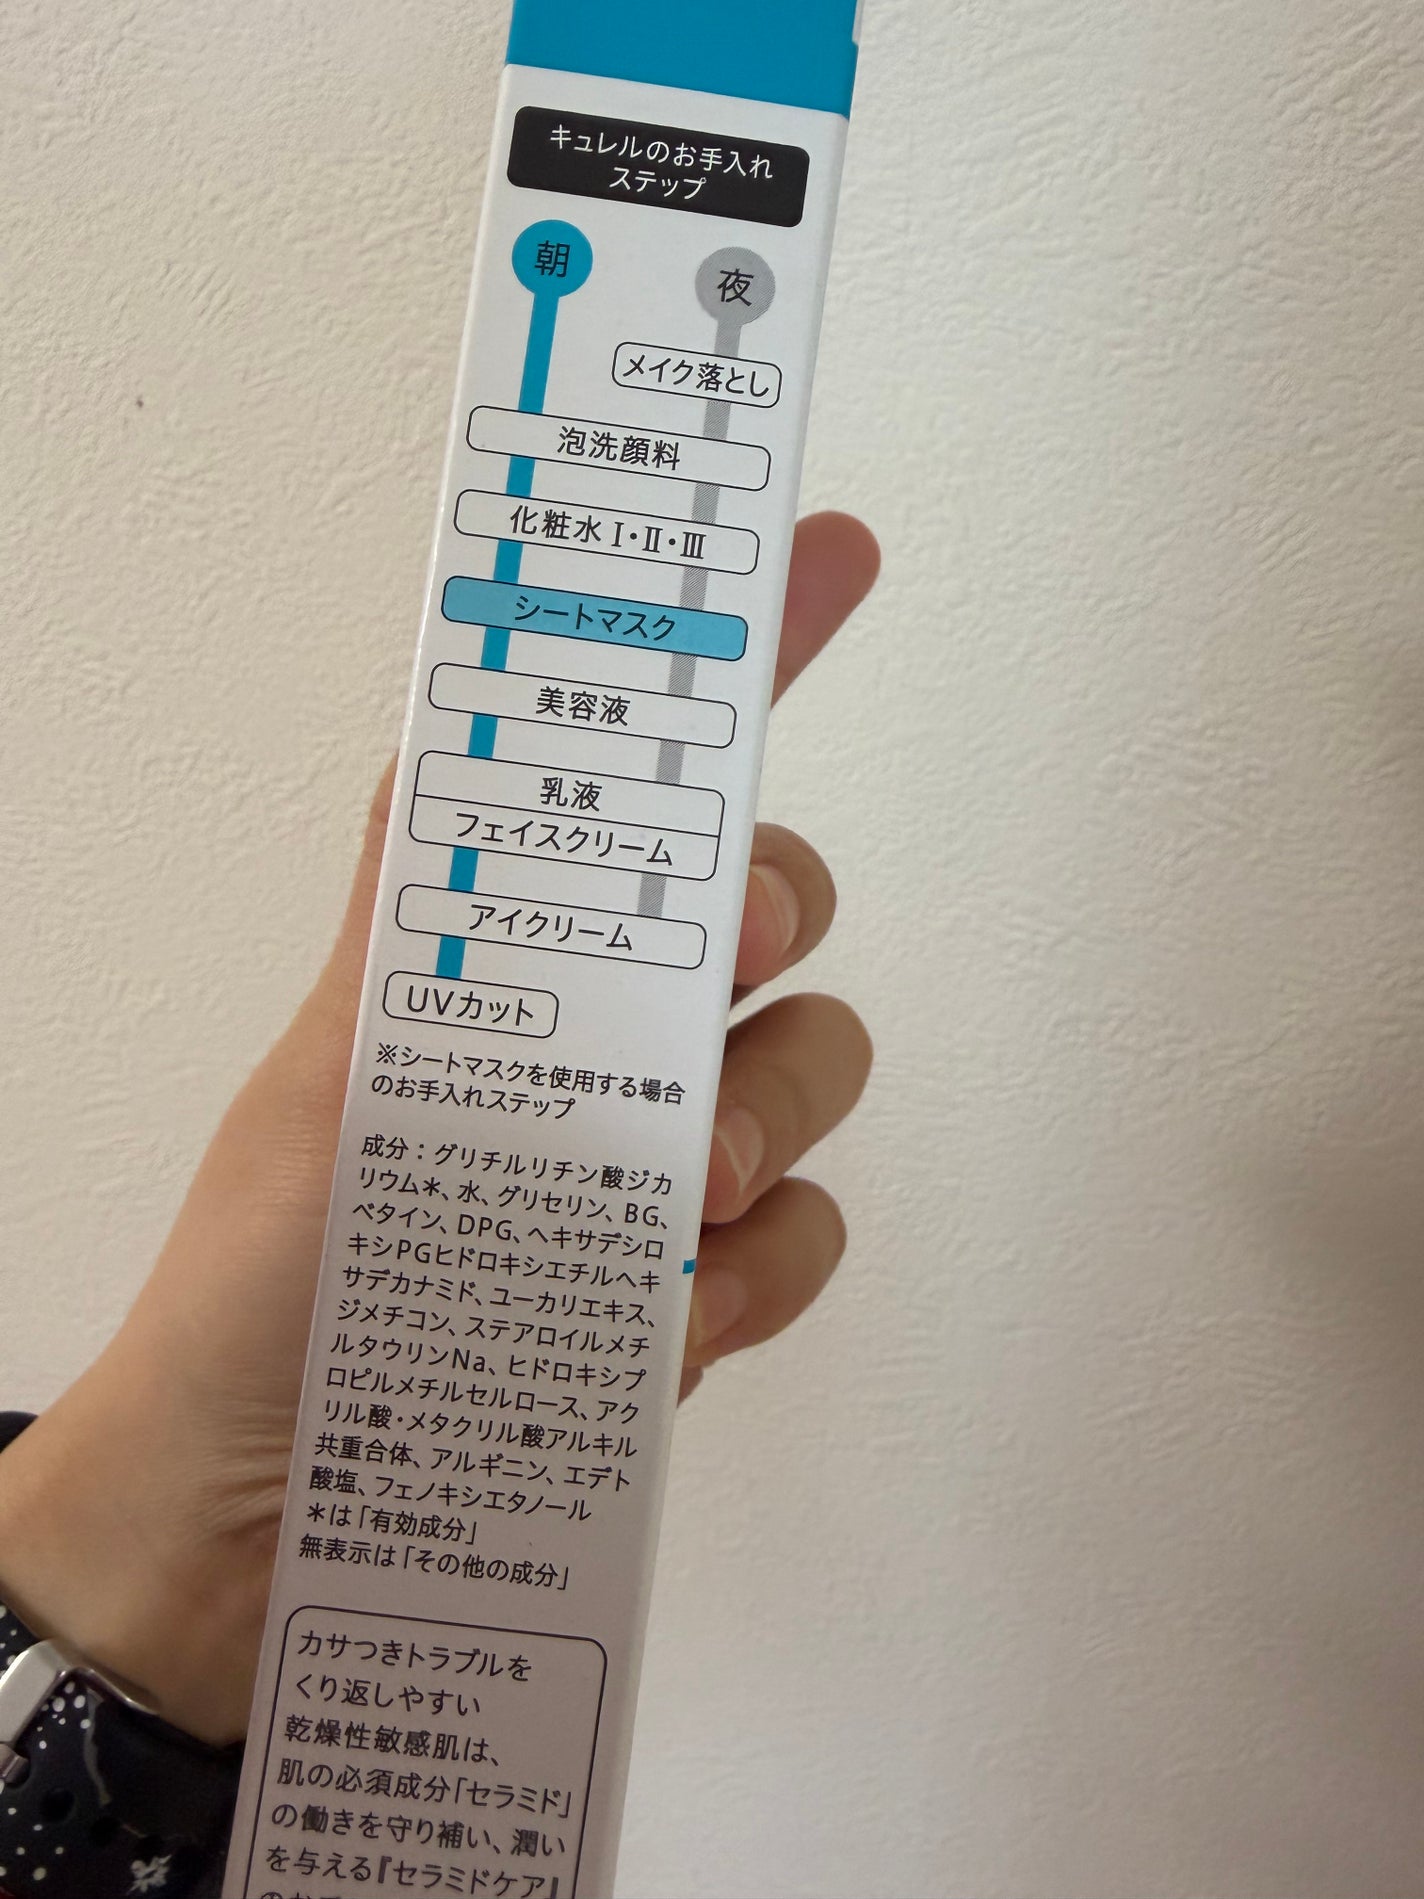 キュレルのお手入れ
ステップ
朝
夜
メイク落とし
泡洗顔料
化粧水Ⅰ・Ⅱ・Ⅲ
シートマスク
美容液
乳液
フェイスクリーム
アイクリーム
UVカット
※シートマスクを使用する場合
のお手入れステップ
成分：グリチルリチン酸ジカ
リウム＊、水、グリセリン、BG、
ベタイン、DPG、ヘキサデシロ
キシPGヒドロキシエチルヘキ
サデカナミド、ユーカリエキス、
ジメチコン、ステアロイルメチ
ルタウリンNa、ヒドロキシプ
ロピルメチルセルロース、アク
リル酸・メタクリル酸アルキル
共重合体、アルギニン、エデト
酸塩、フェノキシエタノール
＊は「有効成分」
無表示は「その他の成分」
カサつきトラブルを
くり返しやすい
乾燥性敏感肌は、
肌の必須成分「セラミド」
の働きを守り補い、潤い
を与える『セラミドケア』